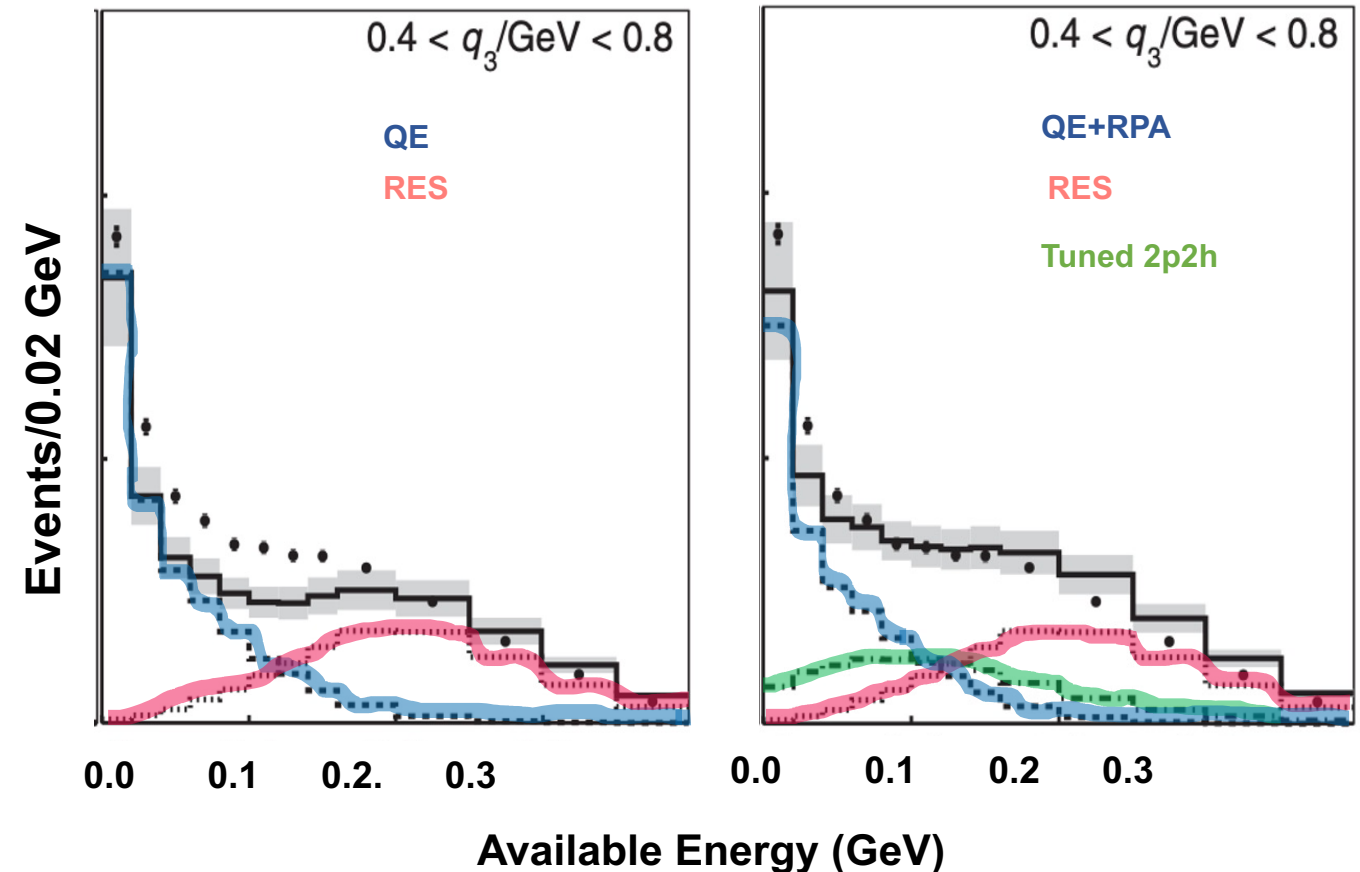 0.4 < q3/GeV < 0.8
QE
RES
0.4 < q3/GeV < 0.8
QE+RPA
RES
Tuned 2p2h
Events/0.02 GeV
0.0 0.1 0.2. 0.3
0.0 0.1 0.2 0.3
Available Energy (GeV)